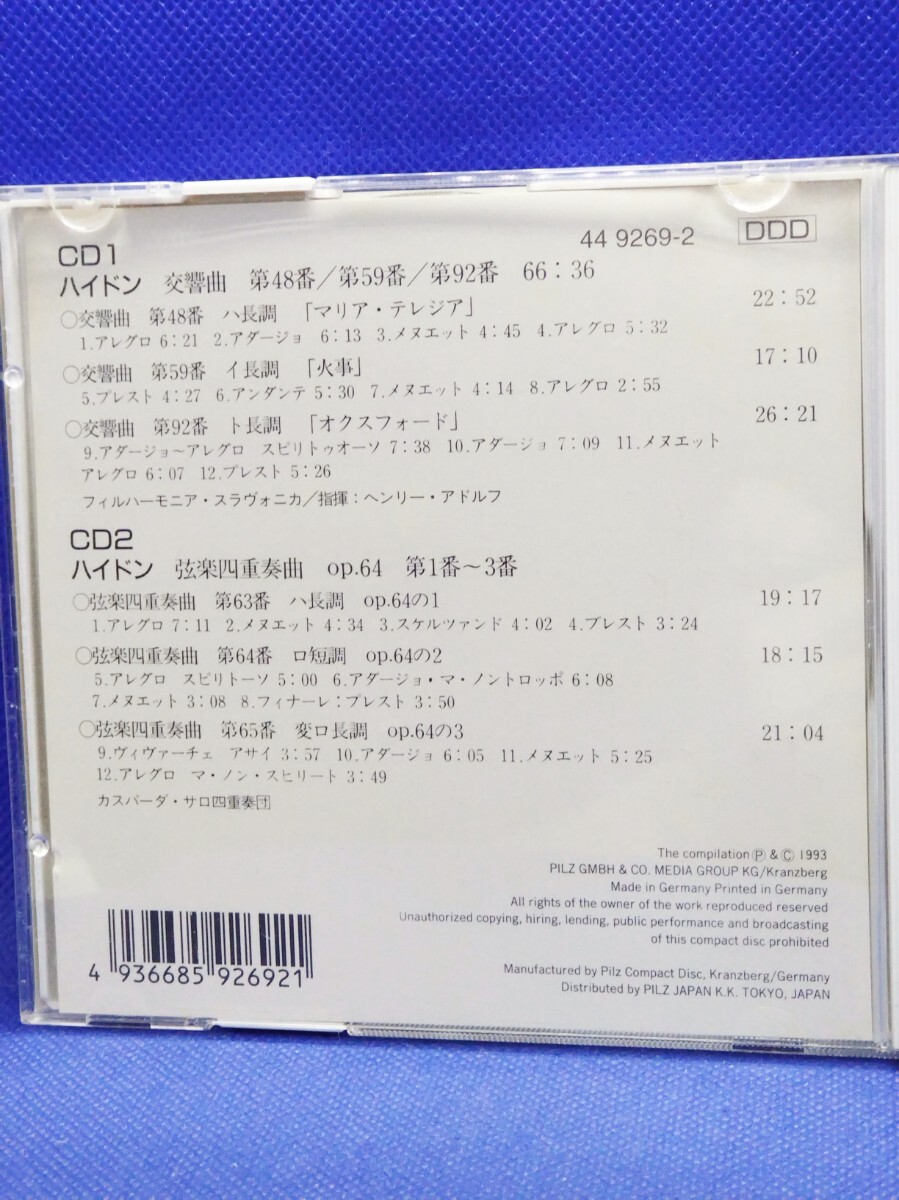 44 9269-2 DDD
CD1
ハイドン 交響曲 第48番/第59番/第92番 66:36
○交響曲 第48番 ハ長調 「マリア・テレジア」 22:52
1.アレグロ 6:21 2.アダージョ 6:13 3.メヌエット 4:45 4.アレグロ 5:32
○交響曲 第59番 イ長調 「火事」 17:10
5.プレスト 4:27 6.アンダンテ 5:30 7.メヌエット 4:14 8.アレグロ 2:55
○交響曲 第92番 ト長調 「オクスフォード」 26:21
9.アダージョ～アレグロ スピリトゥオーソ 7:38 10.アダージョ 7:09 11.メヌエット
アレグロ 6:07 12.プレスト 5:26
フィルハーモニア・スラヴォニカ/指揮:ヘンリー・アドルフ
CD2
ハイドン 弦楽四重奏曲 op.64 第1番～3番
○弦楽四重奏曲 第63番 ハ長調 op.64の1 19:17
1.アレグロ 7:11 2.メヌエット 4:34 3.スケルツァンド 4:02 4.プレスト 3:24
○弦楽四重奏曲 第64番 ロ短調 op.64の2 18:15
5.アレグロ スピリトーソ 5:00 6.アダージョ・マ・ノントロッポ 6:08
7.メヌエット 3:08 8.フィナーレ:プレスト 3:50
○弦楽四重奏曲 第65番 変ロ長調 op.64の3 21:04
9.ヴィヴァーチェ アサイ 3:57 10.アダージョ 6:05 11.メヌエット 5:25
12.アレグロ マ・ノン・スピリート 3:49
カスパーダ・サロ四重奏団
The compilation Ⓟ & © 1993
PILZ GMBH & CO. MEDIA GROUP KG/Kranzberg
Made in Germany Printed in Germany
All rights of the owner of the work reproduced reserved
Unauthorized copying, hiring, lending, public performance and broadcasting
of this compact disc prohibited
Manufactured by Pilz Compact Disc, Kranzberg/Germany
Distributed by PILZ JAPAN K.K. TOKYO, JAPAN
4 936685 926921